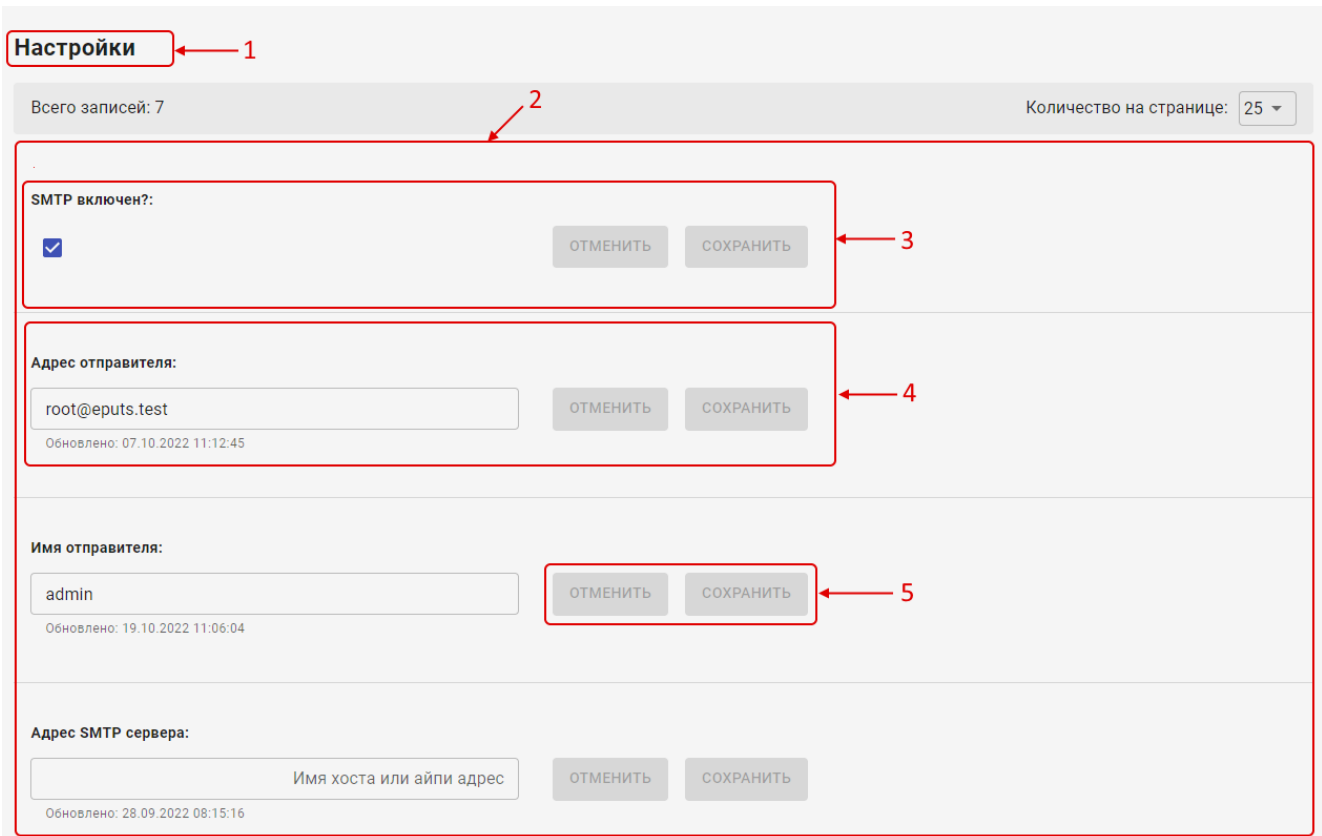 Настройки
1
Всего записей: 7
2
Количество на странице: 25
SMTP включен?:
ОТМЕНИТЬ СОХРАНИТЬ
3
Адрес отправителя:
root@eputs.test ОТМЕНИТЬ СОХРАНИТЬ
4
Обновлено: 07.10.2022 11:12:45
Имя отправителя:
admin ОТМЕНИТЬ СОХРАНИТЬ
5
Обновлено: 19.10.2022 11:06:04
Адрес SMTP сервера:
Имя хоста или айпи адрес ОТМЕНИТЬ СОХРАНИТЬ
Обновлено: 28.09.2022 08:15:16